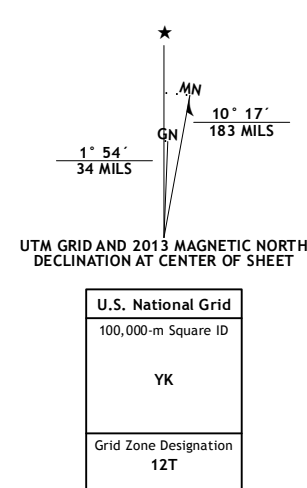 ★
MN
10° 17´
183 MILS
GN
1° 54´
34 MILS
UTM GRID AND 2013 MAGNETIC NORTH
DECLINATION AT CENTER OF SHEET
U.S. National Grid
100,000-m Square ID
YK
Grid Zone Designation
12T